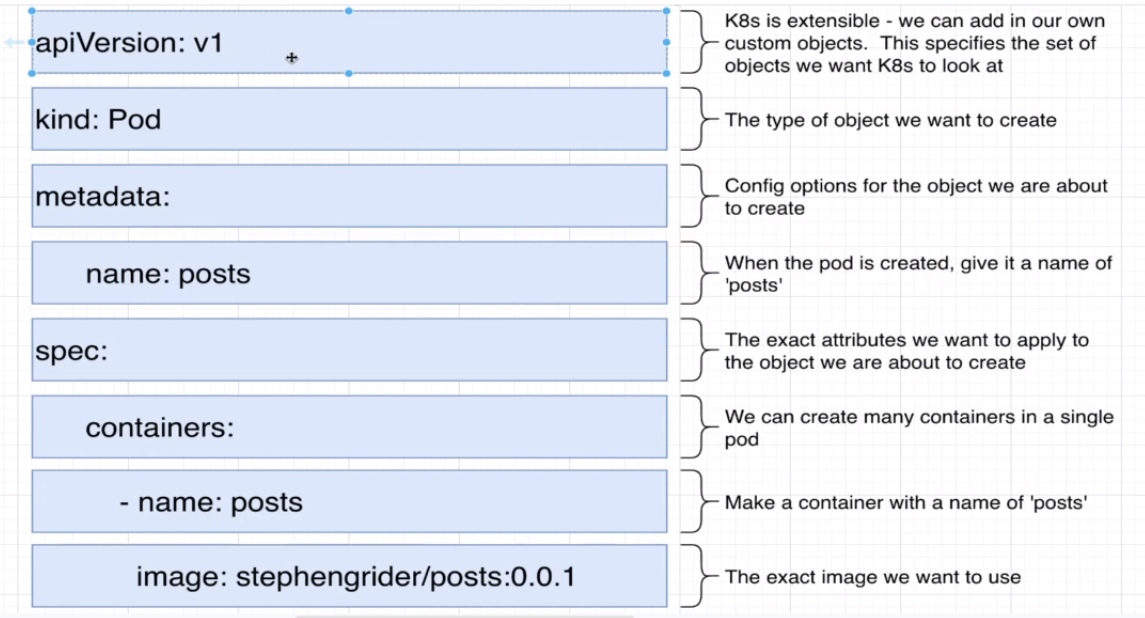 apiVersion: v1
K8s is extensible - we can add in our own
custom objects.  This specifies the set of
objects we want K8s to look at
kind: Pod
The type of object we want to create
metadata:
Config options for the object we are about
to create
name: posts
When the pod is created, give it a name of
'posts'
spec:
The exact attributes we want to apply to
the object we are about to create
containers:
We can create many containers in a single
pod
- name: posts
Make a container with a name of 'posts'
image: stephengrider/posts:0.0.1
The exact image we want to use